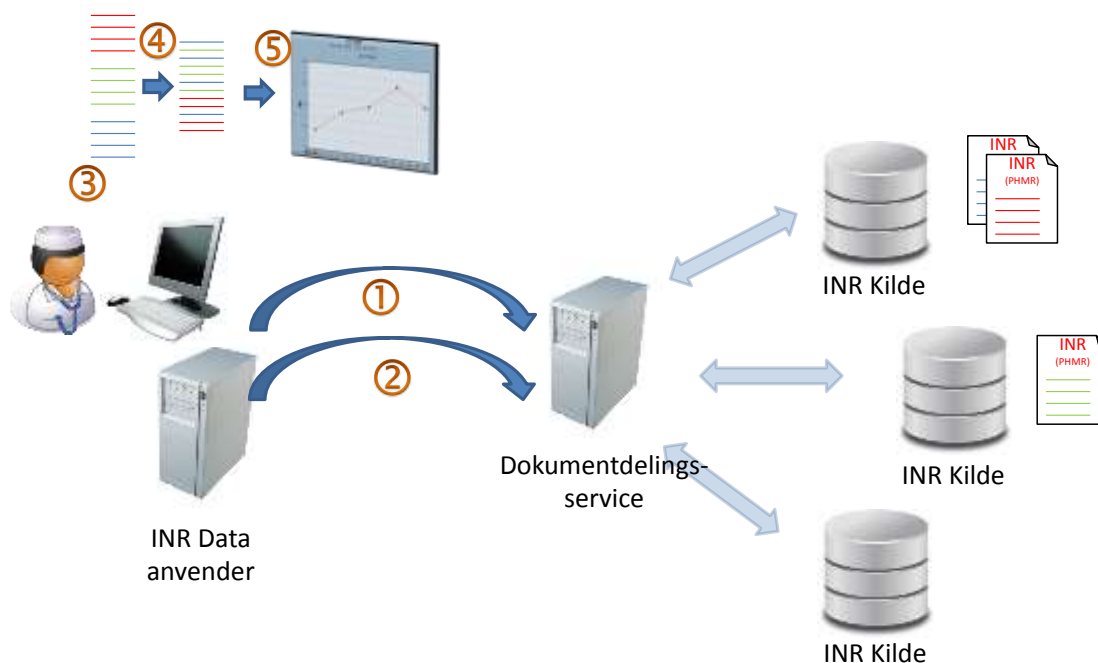 ④
⑤
③
INR
INR
(PHMR)
INR Kilde
①
②
INR
(PHMR)
INR Kilde
Dokumentdelings-
service
INR Data
anvender
INR Kilde